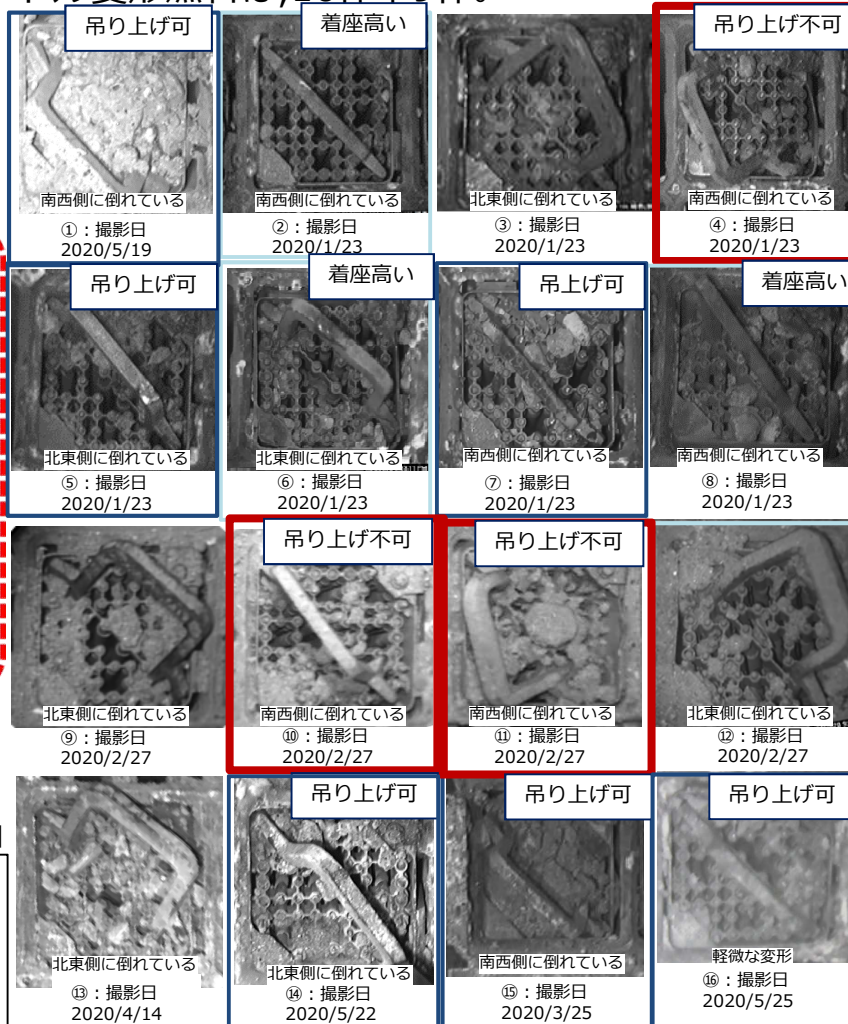 吊り上げ可
着座高い
吊り上げ不可
南西側に倒れている
南西側に倒れている
北東側に倒れている
南西側に倒れている
①：撮影日
2020/5/19
②：撮影日
2020/1/23
③：撮影日
2020/1/23
④：撮影日
2020/1/23
吊り上げ可
着座高い
吊上げ可
着座高い
北東側に倒れている
北東側に倒れている
南西側に倒れている
南西側に倒れている
⑤：撮影日
2020/1/23
⑥：撮影日
2020/1/23
⑦：撮影日
2020/1/23
⑧：撮影日
2020/1/23
吊り上げ不可
吊り上げ不可
北東側に倒れている
南西側に倒れている
南西側に倒れている
北東側に倒れている
⑨：撮影日
2020/2/27
⑩：撮影日
2020/2/27
⑪：撮影日
2020/2/27
⑫：撮影日
2020/2/27
吊り上げ可
吊り上げ可
吊り上げ可
北東側に倒れている
北東側に倒れている
南西側に倒れている
軽微な変形
⑬：撮影日
2020/4/14
⑭：撮影日
2020/5/22
⑮：撮影日
2020/3/25
⑯：撮影日
2020/5/25